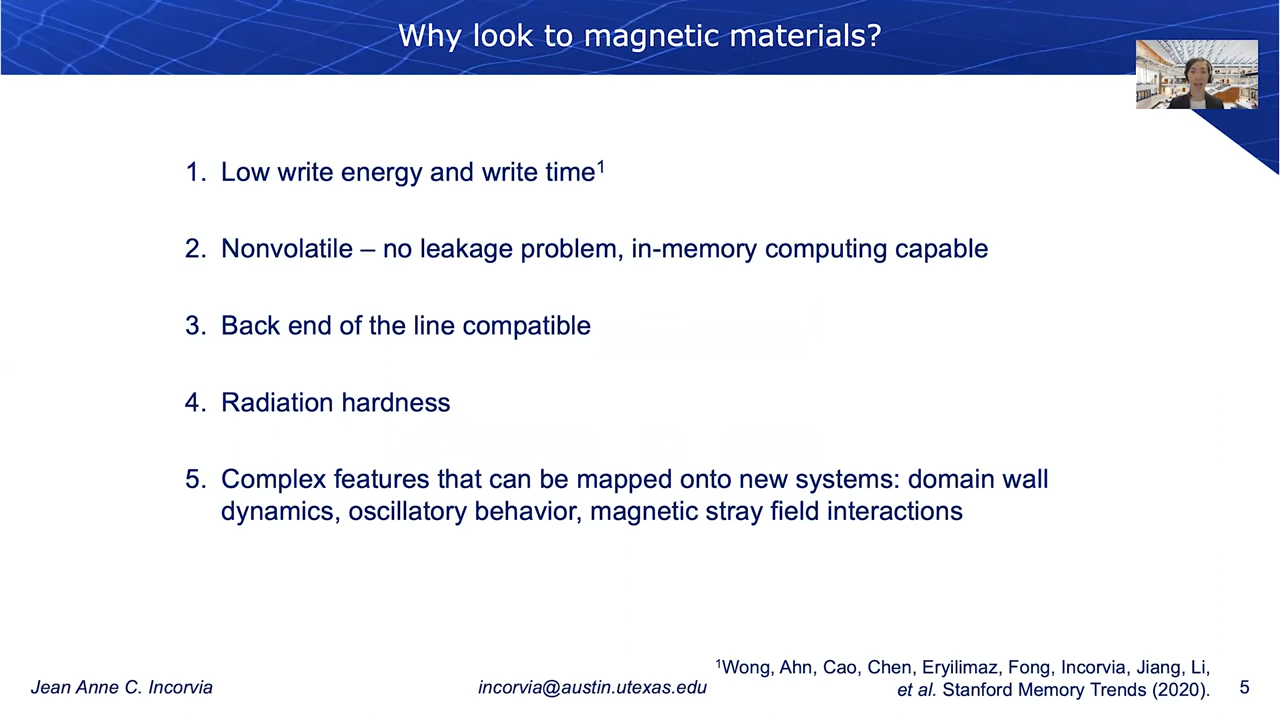 Why look to magnetic materials?
1. Low write energy and write time¹
2. Nonvolatile – no leakage problem, in-memory computing capable
3. Back end of the line compatible
4. Radiation hardness
5. Complex features that can be mapped onto new systems: domain wall
dynamics, oscillatory behavior, magnetic stray field interactions
¹Wong, Ahn, Cao, Chen, Eryilimaz, Fong, Incorvia, Jiang, Li,
et al. Stanford Memory Trends (2020).
Jean Anne C. Incorvia
incorvia@austin.utexas.edu
5